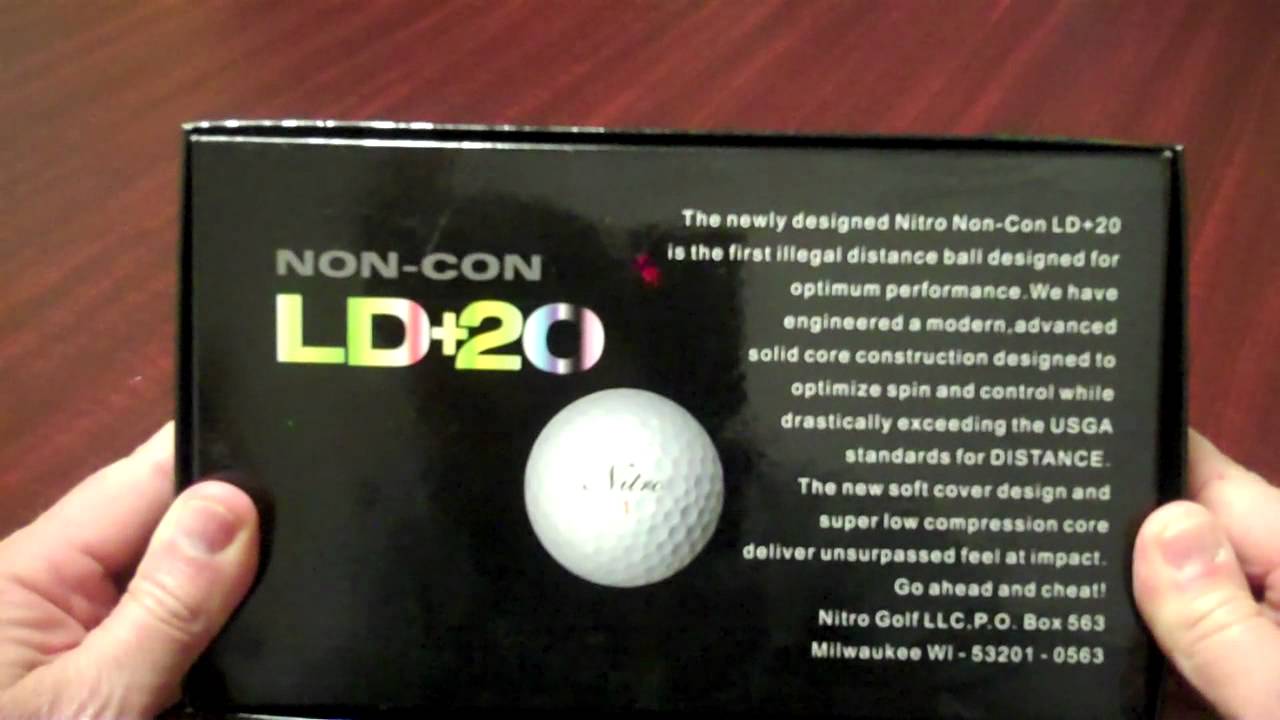 NON-CON
LD+20
Nitro
The newly designed Nitro Non-Con LD+20
is the first illegal distance ball designed for
optimum performance.We have
engineered a modern,advanced
solid core construction designed to
optimize spin and control while
drastically exceeding the USGA
standards for DISTANCE.
The new soft cover design and
super low compression core
deliver unsurpassed feel at impact.
Go ahead and cheat!
Nitro Golf LLC,P.O. Box 563
Milwaukee WI - 53201 - 0563